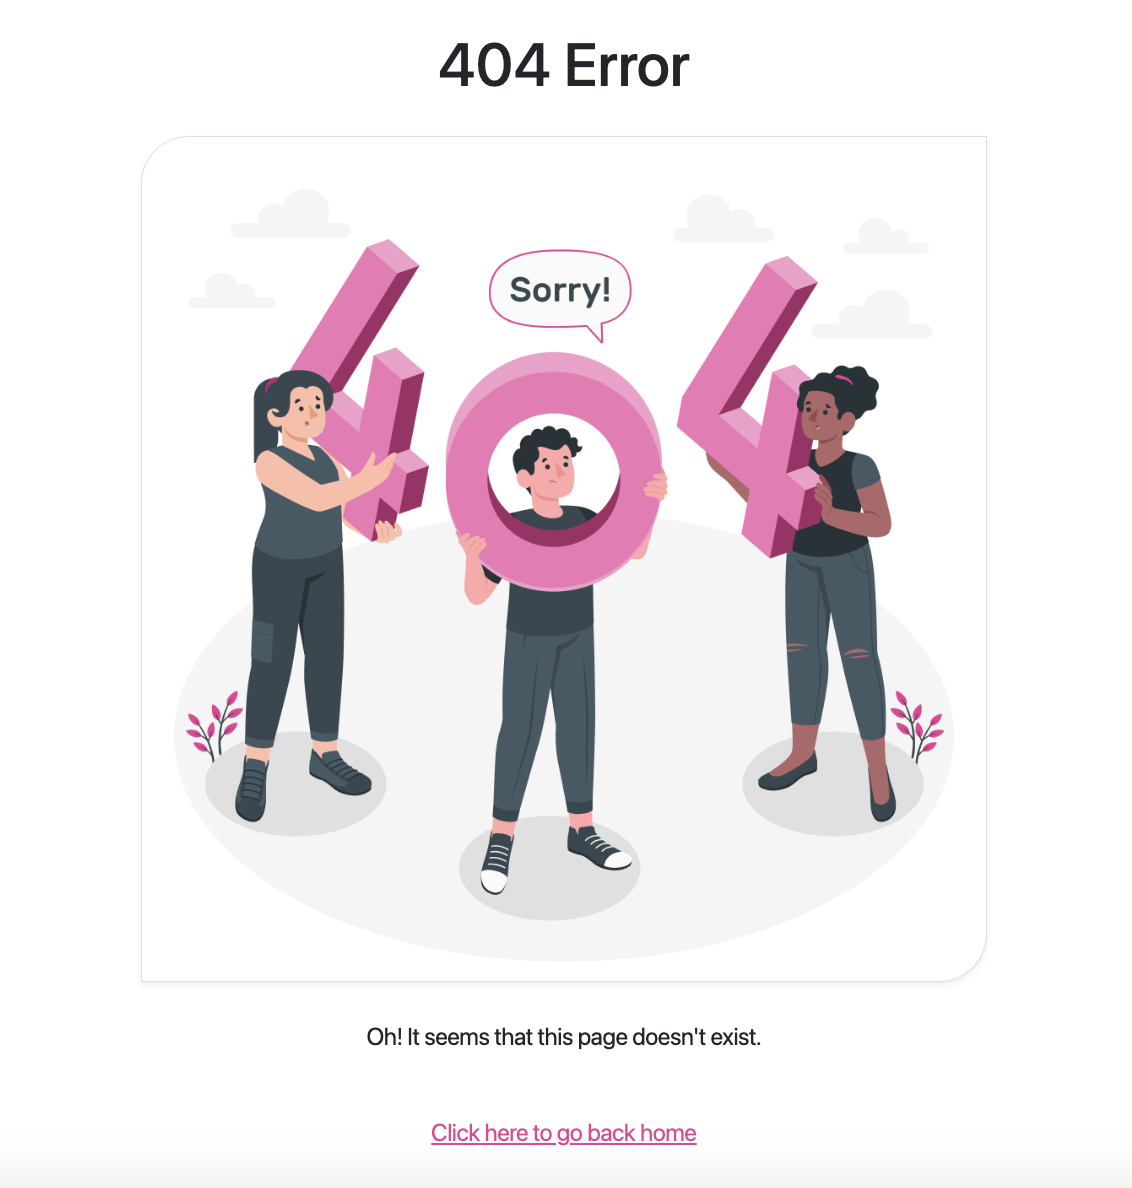 404 Error
Sorry!
404
Oh! It seems that this page doesn't exist.
Click here to go back home